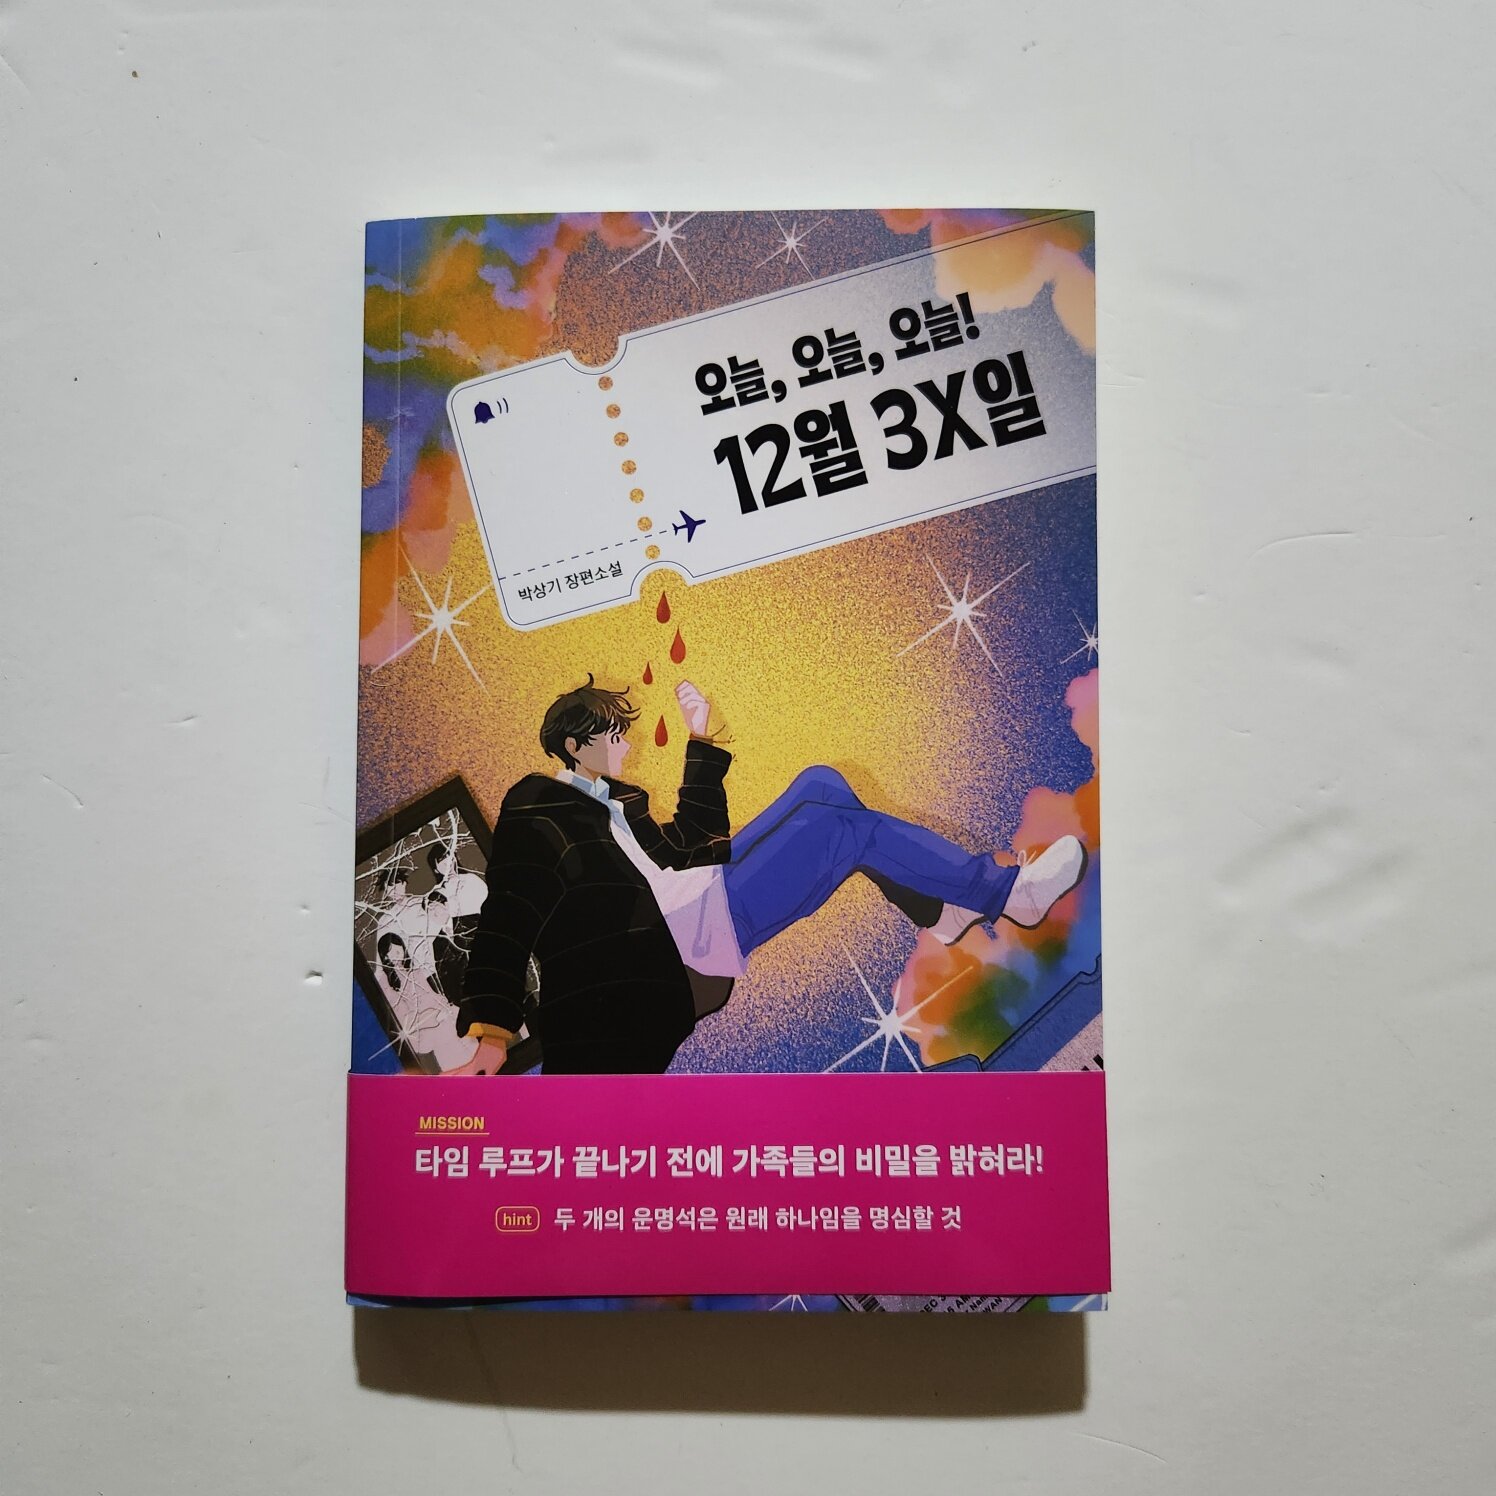 오늘, 오늘, 오늘!
12월 3X일
박상기 장편소설
MISSION
타임 루프가 끝나기 전에 가족들의 비밀을 밝혀라!
hint 두 개의 운명석은 원래 하나임을 명심할 것